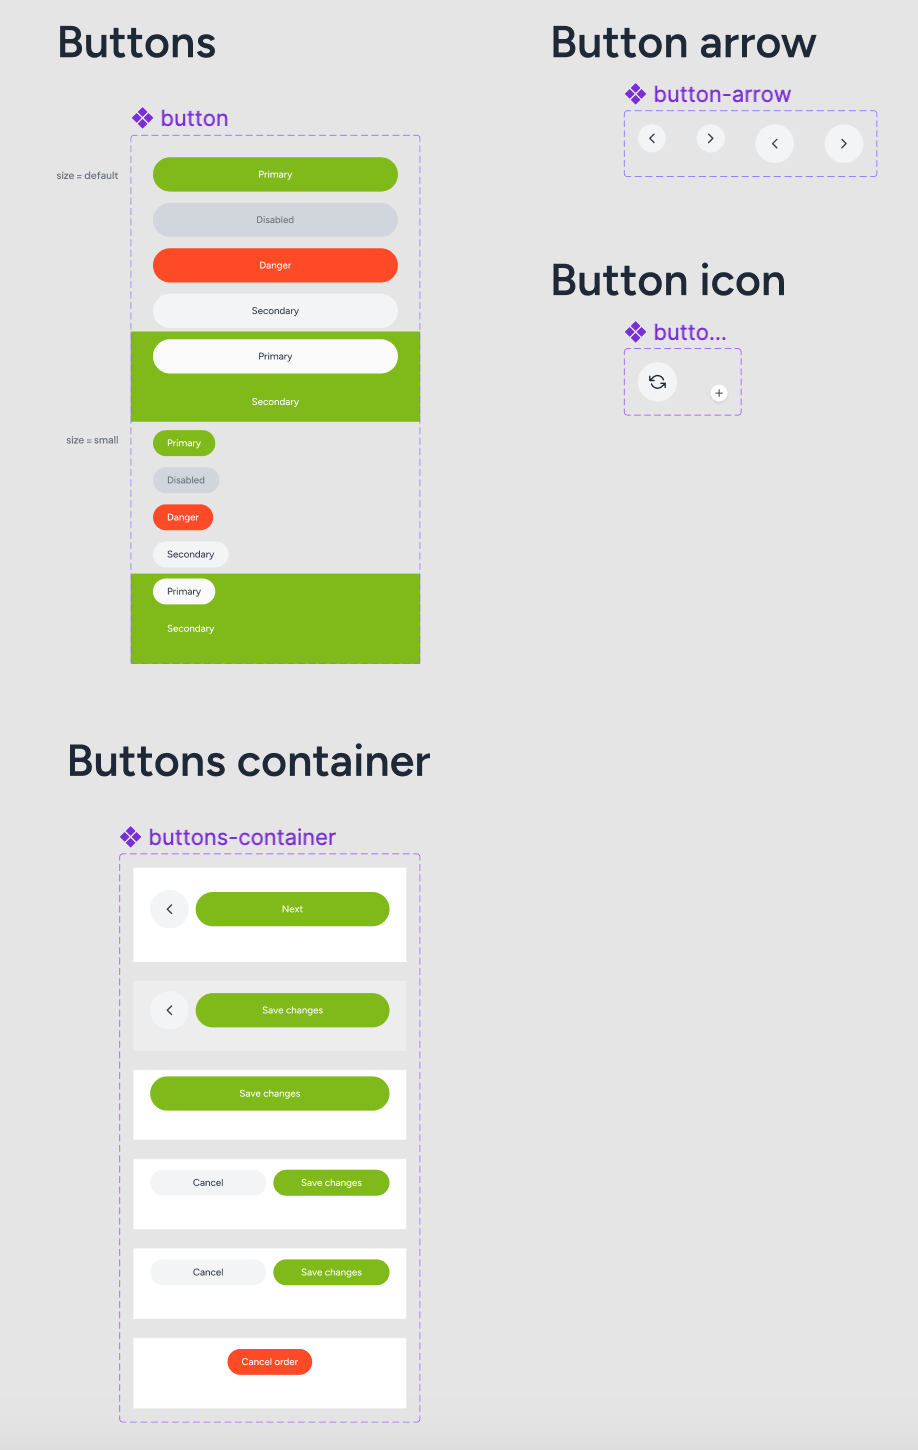 Buttons
button
size = default
Primary
Disabled
Danger
Secondary
Primary
Secondary
size = small
Primary
Disabled
Danger
Secondary
Primary
Secondary
Button arrow
button-arrow
Button icon
butto...
Buttons container
buttons-container
Next
Save changes
Save changes
Cancel Save changes
Cancel Save changes
Cancel order